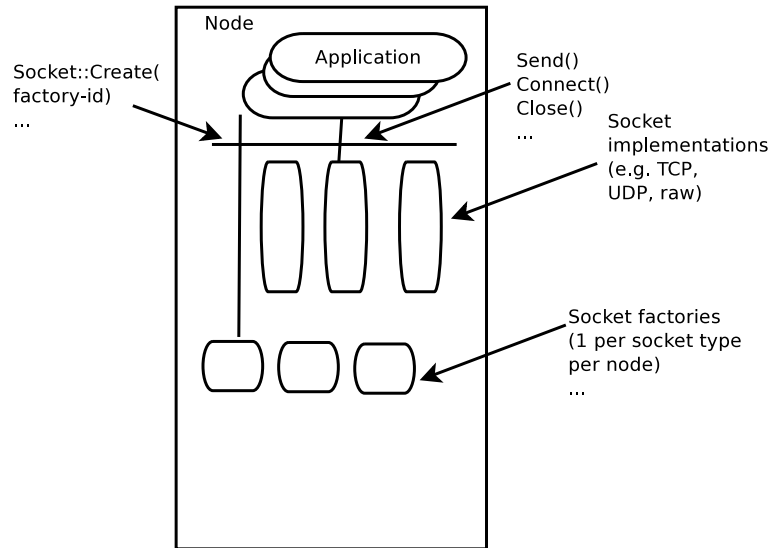 Node
Application
Socket::Create(
factory-id)
...
Send()
Connect()
Close()
...
Socket
implementations
(e.g. TCP,
UDP, raw)
Socket factories
(1 per socket type
per node)
...